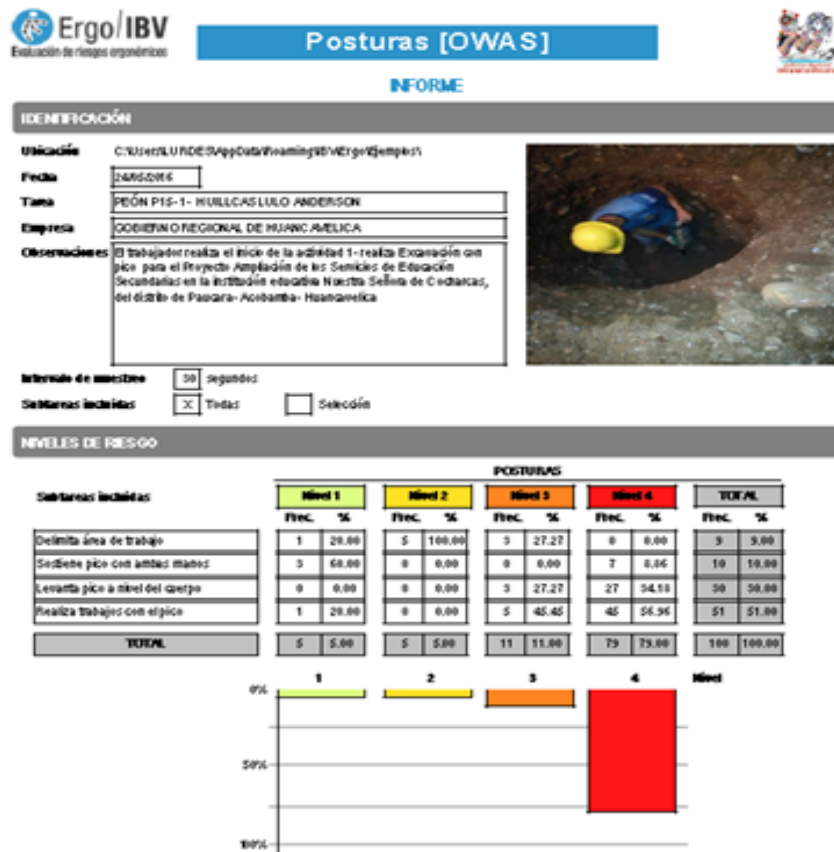 Ergo/IBV
Evaluación de riesgos ergonómicos
Posturas [OWAS]
INFORME
IDENTIFICACIÓN
Ubicación C:\Users\LURDES\AppData\Roaming\IBV\Ergo\Ejemplos\
Fecha 24/05/2016
Tarea PEÓN P15-1- HUILLCAS LULO ANDERSON
Empresa GOBIERNO REGIONAL DE HUANCAVELICA
Observaciones El trabajador realiza el inicio de la actividad 1-realiza Excavación con
pico para el Proyecto Ampliación de los Servicios de Educación
Secundarias en la institución educativa Nuestra Señora de Cocharcas,
del distrito de Paucara- Acobamba- Huancavelica
Intervalo de muestreo 30 segundos
Subtareas incluidas X Todas Selección
NIVELES DE RIESGO
POSTURAS
Subtareas incluidas Nivel 1 Nivel 2 Nivel 3 Nivel 4 TOTAL
Frec. % Frec. % Frec. % Frec. % Frec. %
Delimita área de trabajo 1 20.00 5 100.00 3 27.27 0 0.00 9 9.00
Sostiene pico con ambas manos 3 60.00 0 0.00 0 0.00 7 8.86 10 10.00
Levanta pico a nivel del cuerpo 0 0.00 0 0.00 3 27.27 27 34.18 30 30.00
Realiza trabajos con el pico 1 20.00 0 0.00 5 45.45 45 56.96 51 51.00
TOTAL 5 5.00 5 5.00 11 11.00 79 79.00 100 100.00
1 2 3 4 Nivel
0%
50%
100%